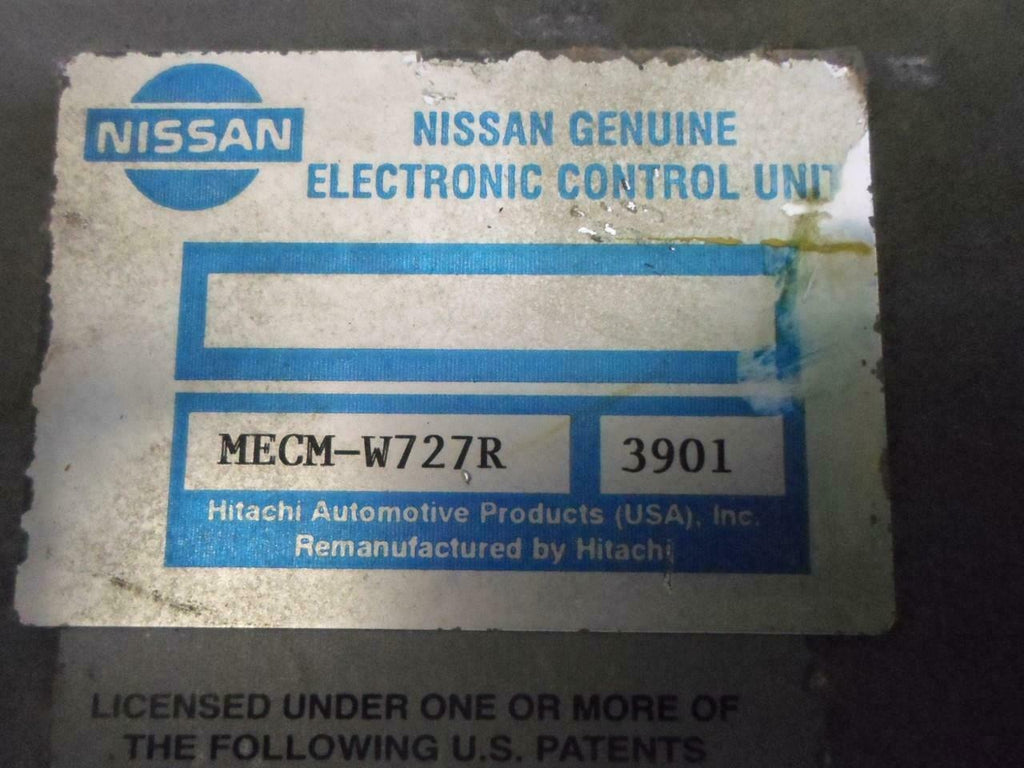 NISSAN
NISSAN GENUINE
ELECTRONIC CONTROL UNIT
MECM-W727R 3901
Hitachi Automotive Products (USA), Inc.
Remanufactured by Hitachi
LICENSED UNDER ONE OR MORE OF
THE FOLLOWING U.S. PATENTS